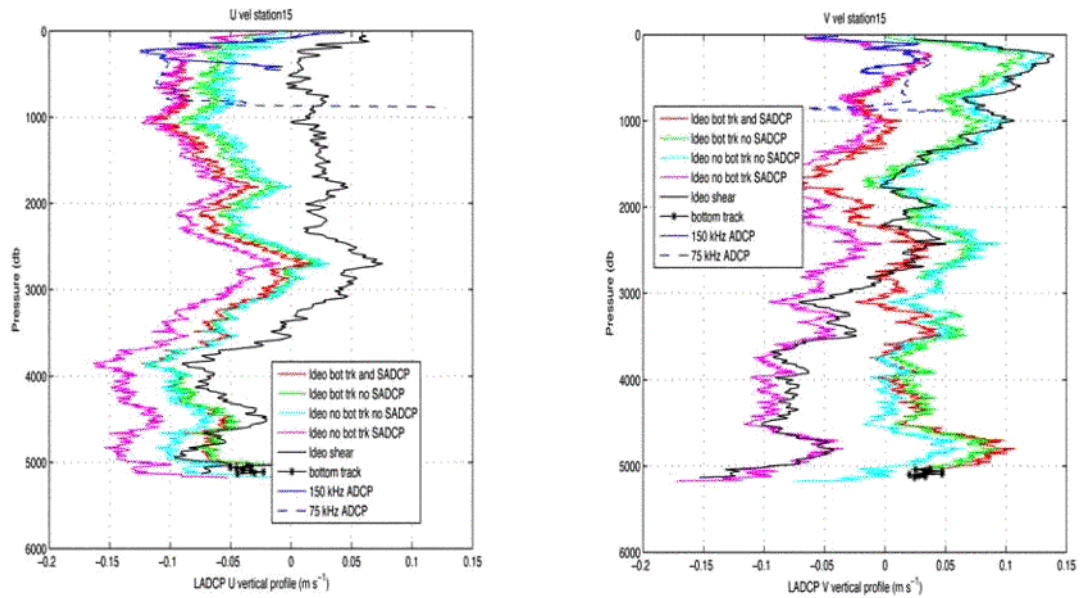 U vel station15
0
1000
2000
3000
4000
5000
6000
Pressure (db
ldeo bot trk and SADCP
ldeo bot trk no SADCP
ldeo no bot trk no SADCP
ldeo no bot trk SADCP
ldeo shear
bottom track
150 kHz ADCP
75 kHz ADCP
−0.15 −0.1 −0.05 0 0.05 0.1 0.15
LADCP U vertical profile (m s⁻¹)
V vel station15
0
1000
2000
3000
4000
5000
6000
Pressure (db
ldeo bot trk and SADCP
ldeo bot trk no SADCP
ldeo no bot trk no SADCP
ldeo no bot trk SADCP
ldeo shear
bottom track
150 kHz ADCP
75 kHz ADCP
−0.2 −0.15 −0.1 −0.05 0 0.05 0.1 0.15
LADCP V vertical profile (m s⁻¹)